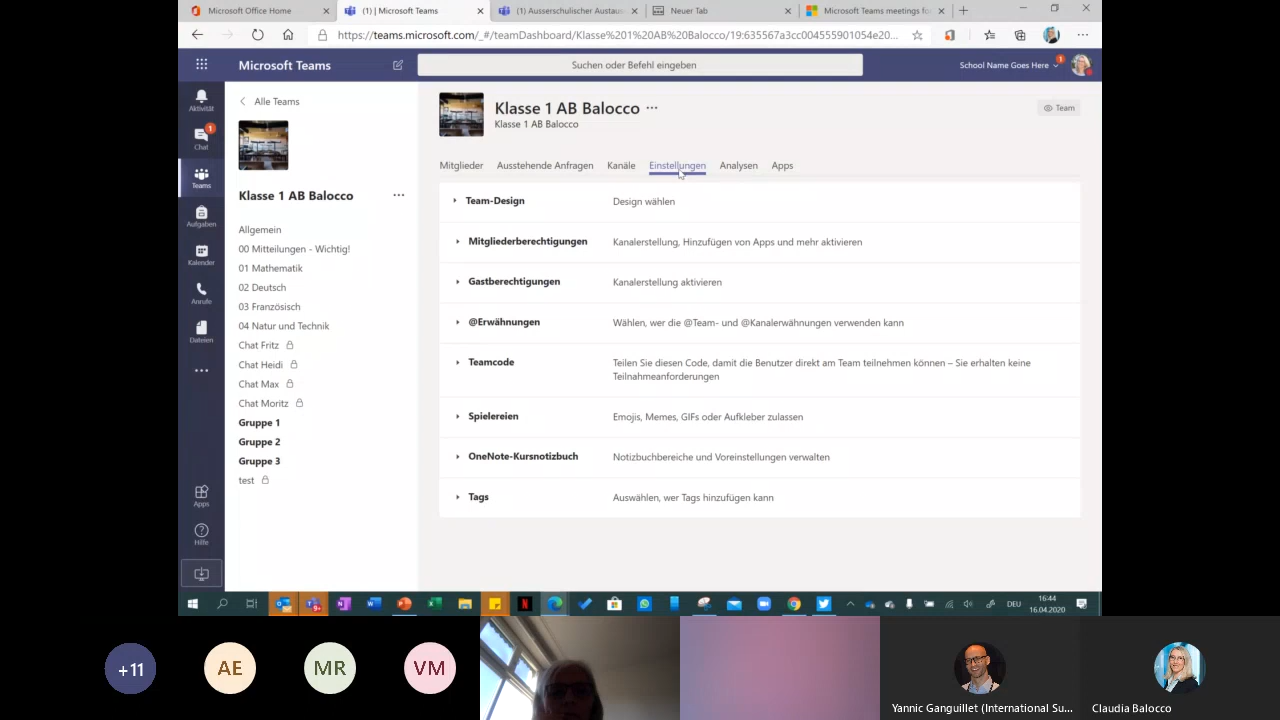 Microsoft Office Home
(1) | Microsoft Teams
(1) Ausserschulischer Austaus
Neuer Tab
Microsoft Teams meetings fo
https://teams.microsoft.com/_#/teamDashboard/Klasse%201%20AB%20Balocco/19:635567a3cc004555901054e20...
Microsoft Teams
Suchen oder Befehl eingeben
School Name Goes Here
1
Aktivität
1
Chat
Teams
Aufgaben
Kalender
Anrufe
Dateien
Apps
Hilfe
Alle Teams
Klasse 1 AB Balocco
Allgemein
00 Mitteilungen - Wichtig!
01 Mathematik
02 Deutsch
03 Französisch
04 Natur und Technik
Chat Fritz
Chat Heidi
Chat Max
Chat Moritz
Gruppe 1
Gruppe 2
Gruppe 3
test
Klasse 1 AB Balocco ...
Klasse 1 AB Balocco
Team
Mitglieder Ausstehende Anfragen Kanäle Einstellungen Analysen Apps
Team-Design Design wählen
Mitgliederberechtigungen Kanalerstellung, Hinzufügen von Apps und mehr aktivieren
Gastberechtigungen Kanalerstellung aktivieren
@Erwähnungen Wählen, wer die @Team- und @Kanalerwähnungen verwenden kann
Teamcode Teilen Sie diesen Code, damit die Benutzer direkt am Team teilnehmen können – Sie erhalten keine
Teilnahmeanforderungen
Spielereien Emojis, Memes, GIFs oder Aufkleber zulassen
OneNote-Kursnotizbuch Notizbuchbereiche und Voreinstellungen verwalten
Tags Auswählen, wer Tags hinzufügen kann
DEU
16:44
16.04.2020
+11
AE
MR
VM
Yannic Ganguillet (International Su...
Claudia Balocco